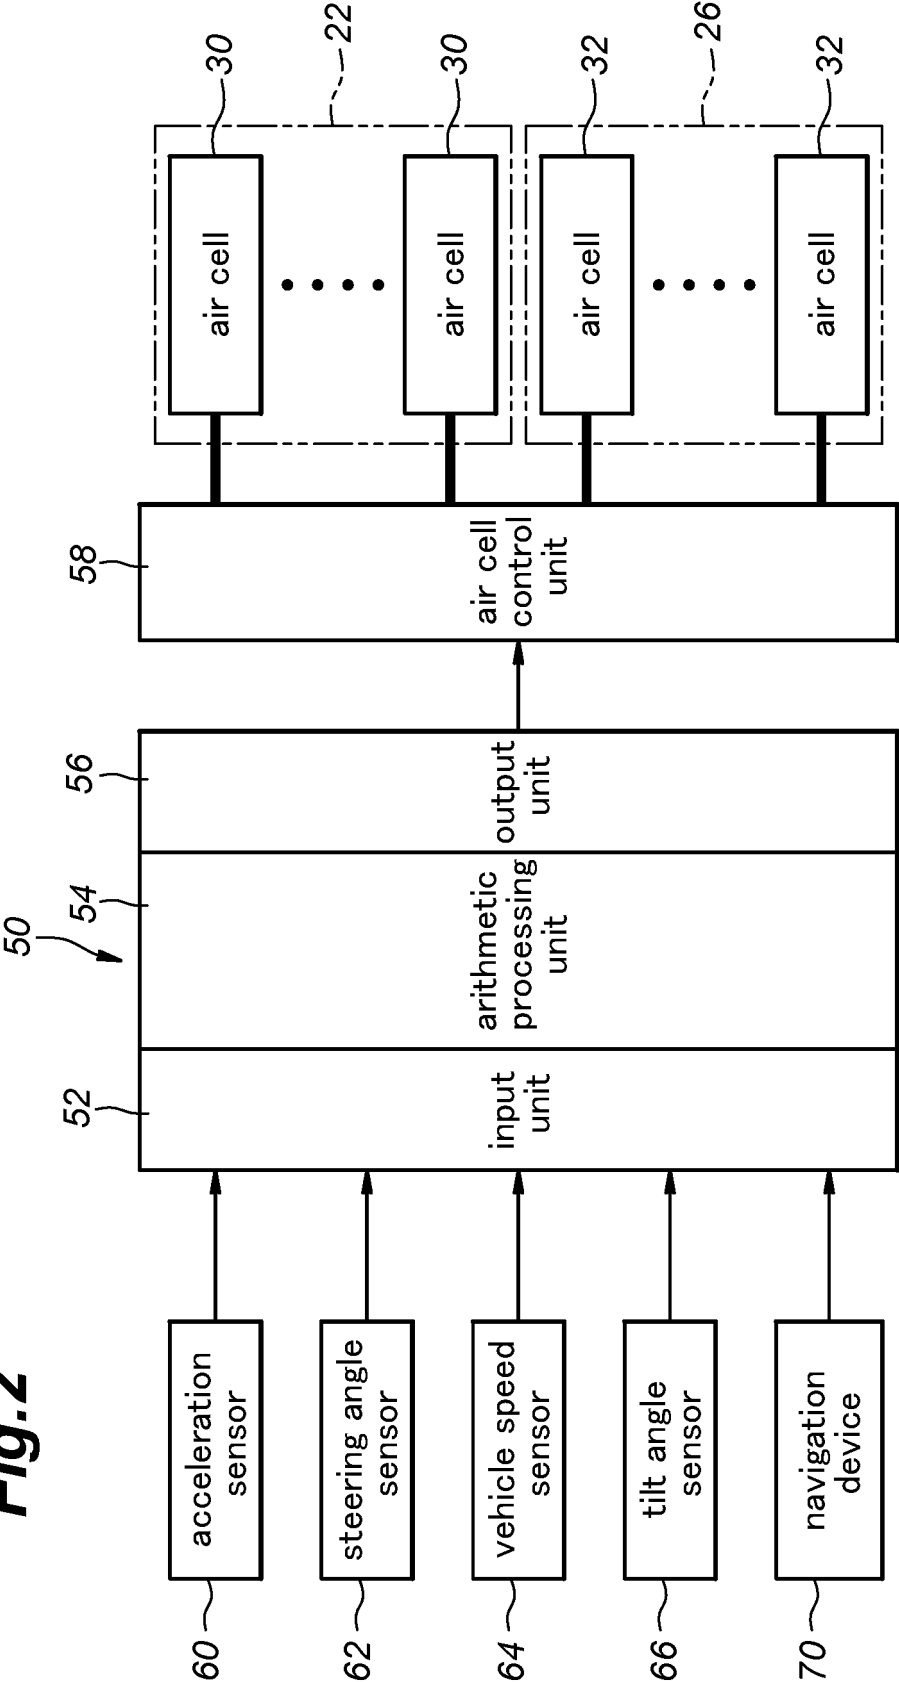 Fig.2
50
52
54
56
58
60
acceleration
sensor
62
steering angle
sensor
64
vehicle speed
sensor
66
tilt angle
sensor
70
navigation
device
input
unit
arithmetic
processing
unit
output
unit
air cell
control
unit
air cell
30
air cell
30
22
air cell
32
air cell
32
26